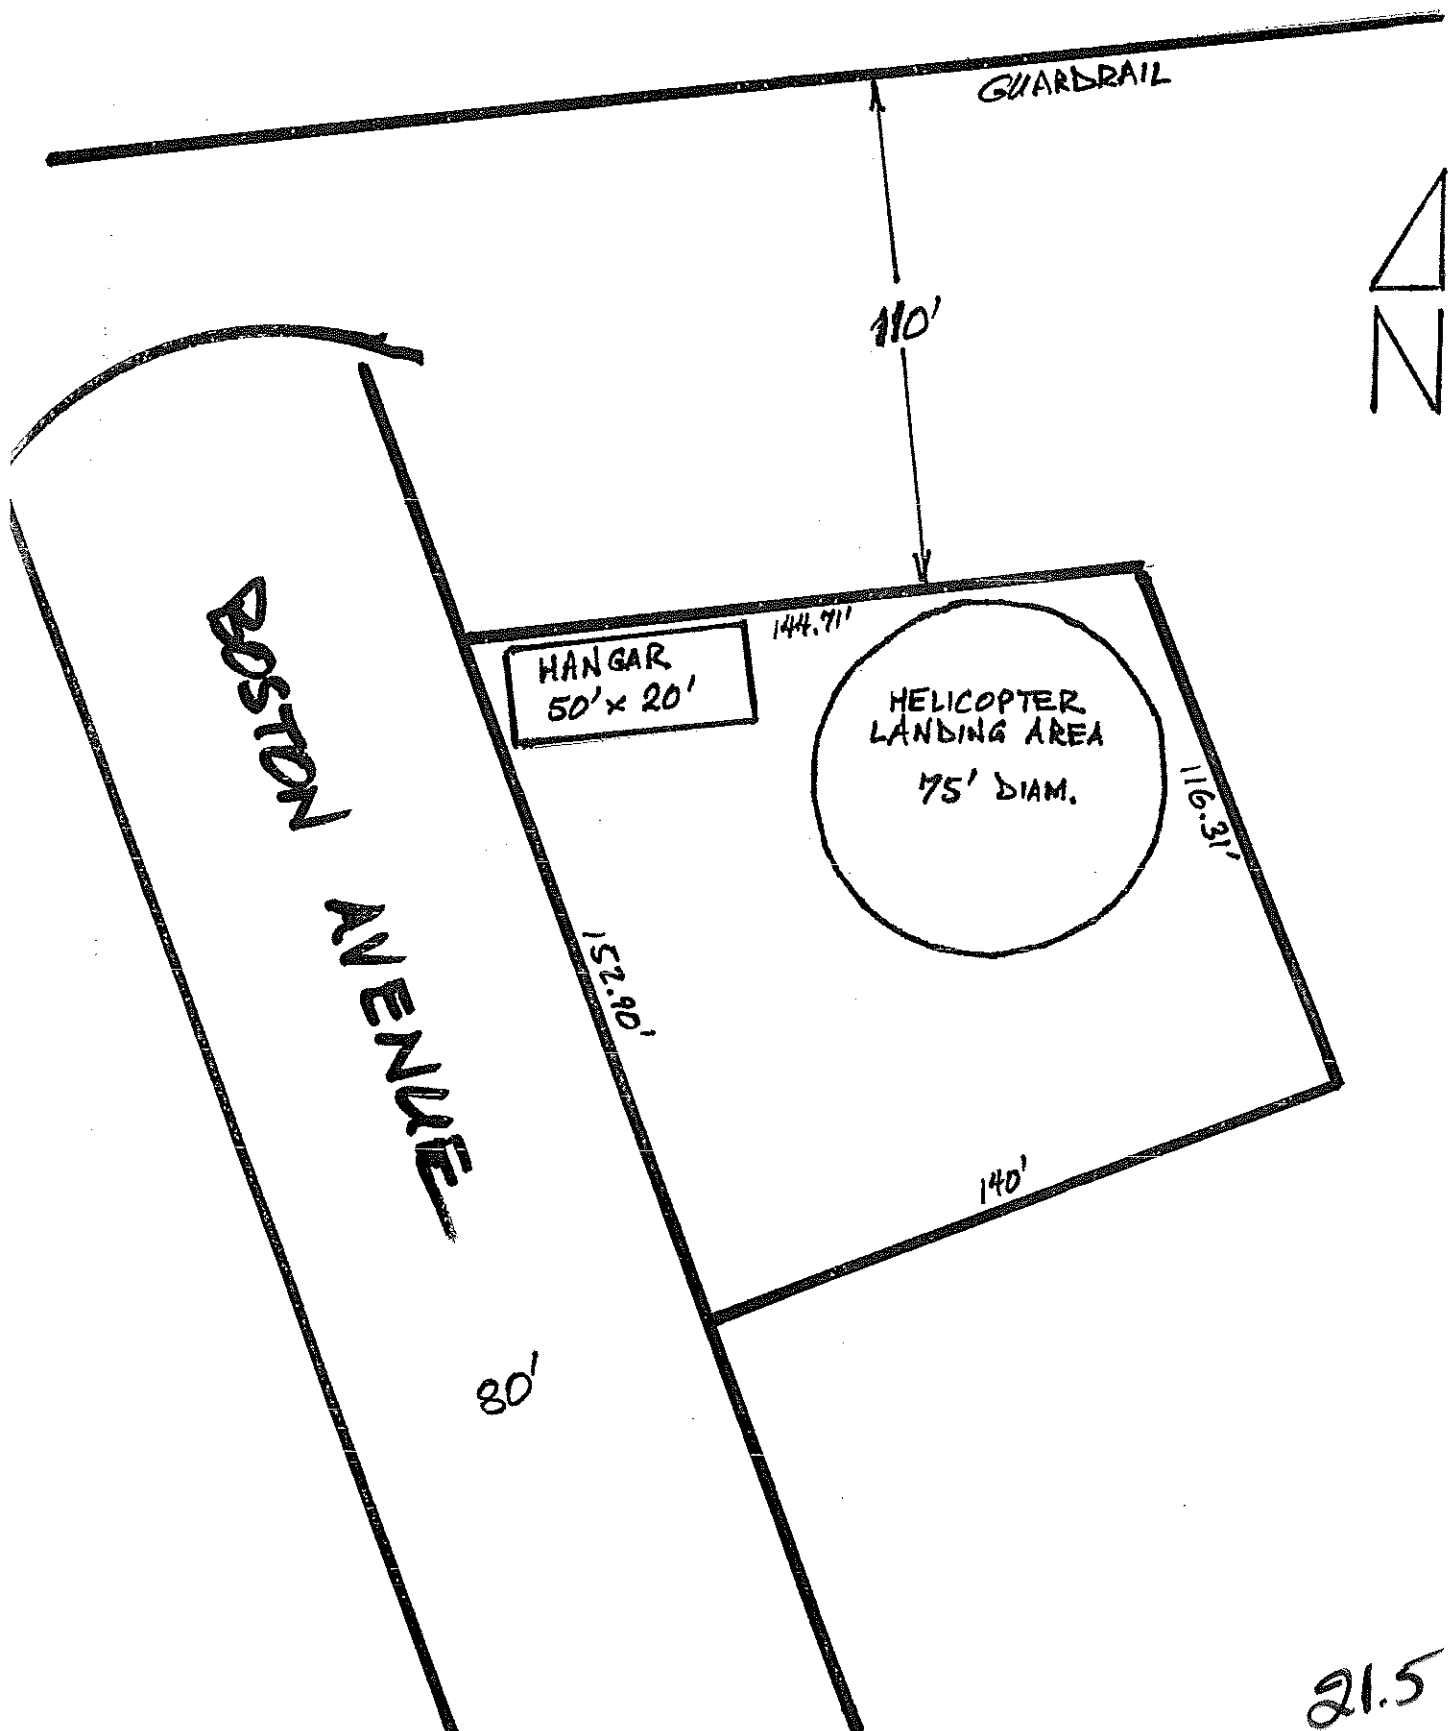 GUARDRAIL
110'
N
144.71'
HANGAR
50' x 20'
HELICOPTER
LANDING AREA
75' DIAM.
116.31'
BOSTON AVENUE
152.90'
140'
80'
21.5